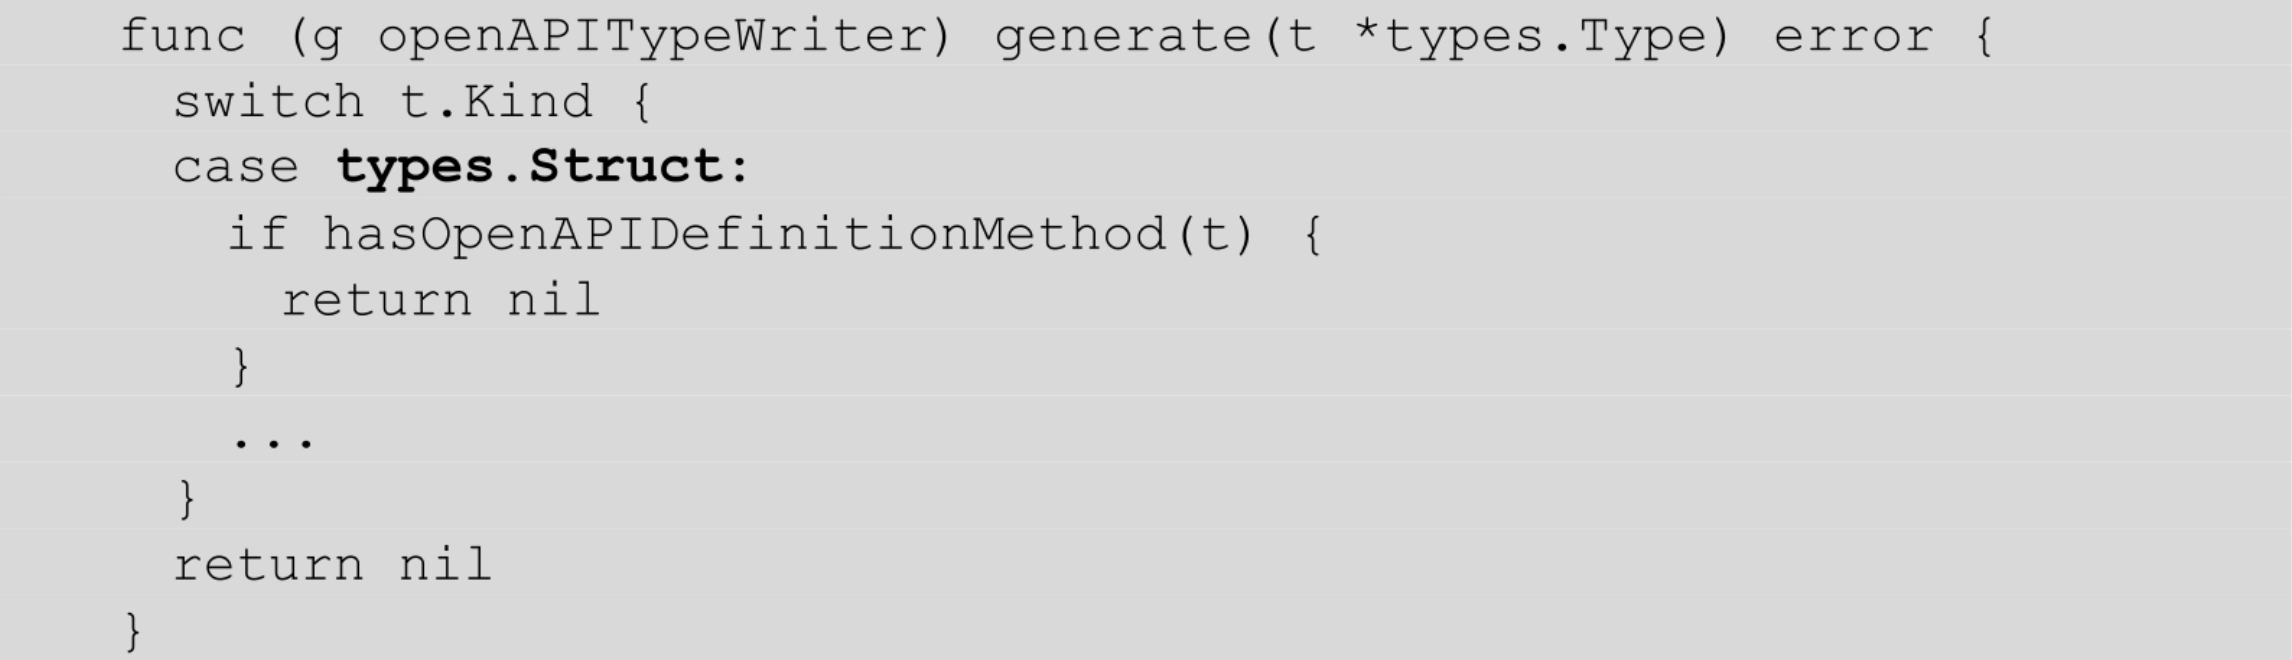 func (g openAPITypeWriter) generate(t *types.Type) error {
switch t.Kind {
case types.Struct:
if hasOpenAPIDefinitionMethod(t) {
return nil
}
...
}
return nil
}